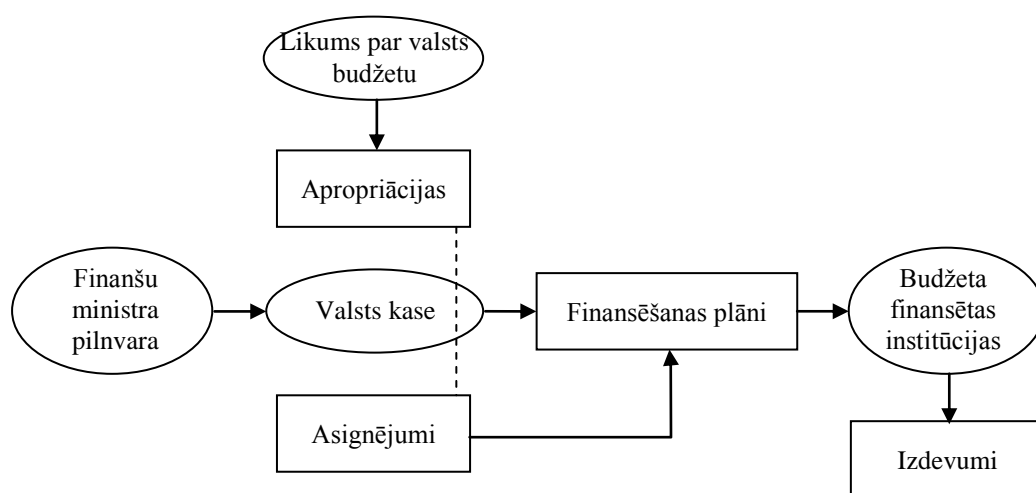 Likums par valsts
budžetu
Apropriācijas
Finanšu
ministra
pilnvara
Valsts kase
Finansēšanas plāni
Budžeta
finansētas
institūcijas
Asignējumi
Izdevumi